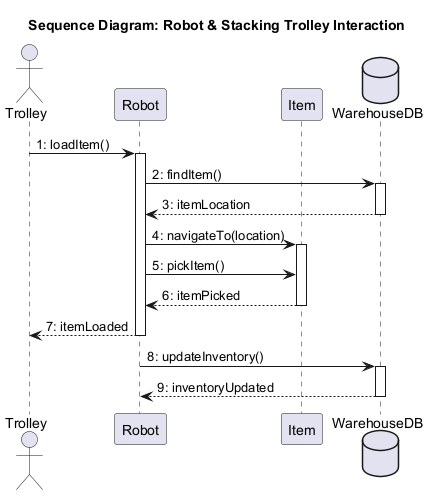 Sequence Diagram: Robot & Stacking Trolley Interaction
Trolley
Robot
Item
WarehouseDB
1: loadItem()
2: findItem()
3: itemLocation
4: navigateTo(location)
5: pickItem()
6: itemPicked
7: itemLoaded
8: updateInventory()
9: inventoryUpdated
Trolley
Robot
Item
WarehouseDB